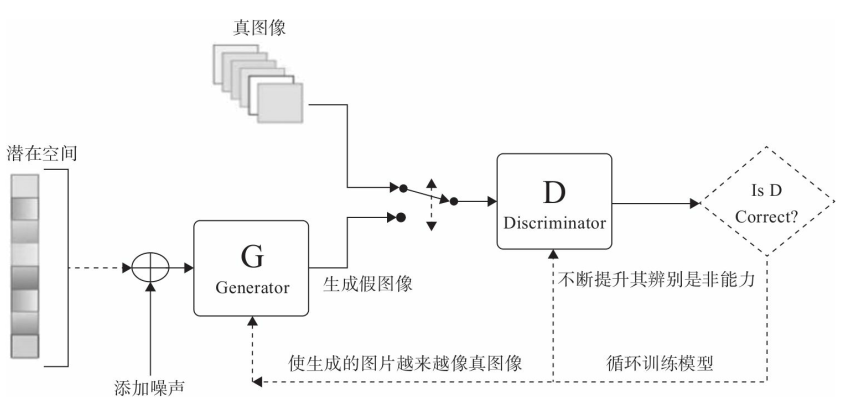 真图像
潜在空间
Is D
Correct?
D
Discriminator
G
Generator
生成假图像
不断提升其辨别是非能力
使生成的图片越来越像真图像
循环训练模型
添加噪声